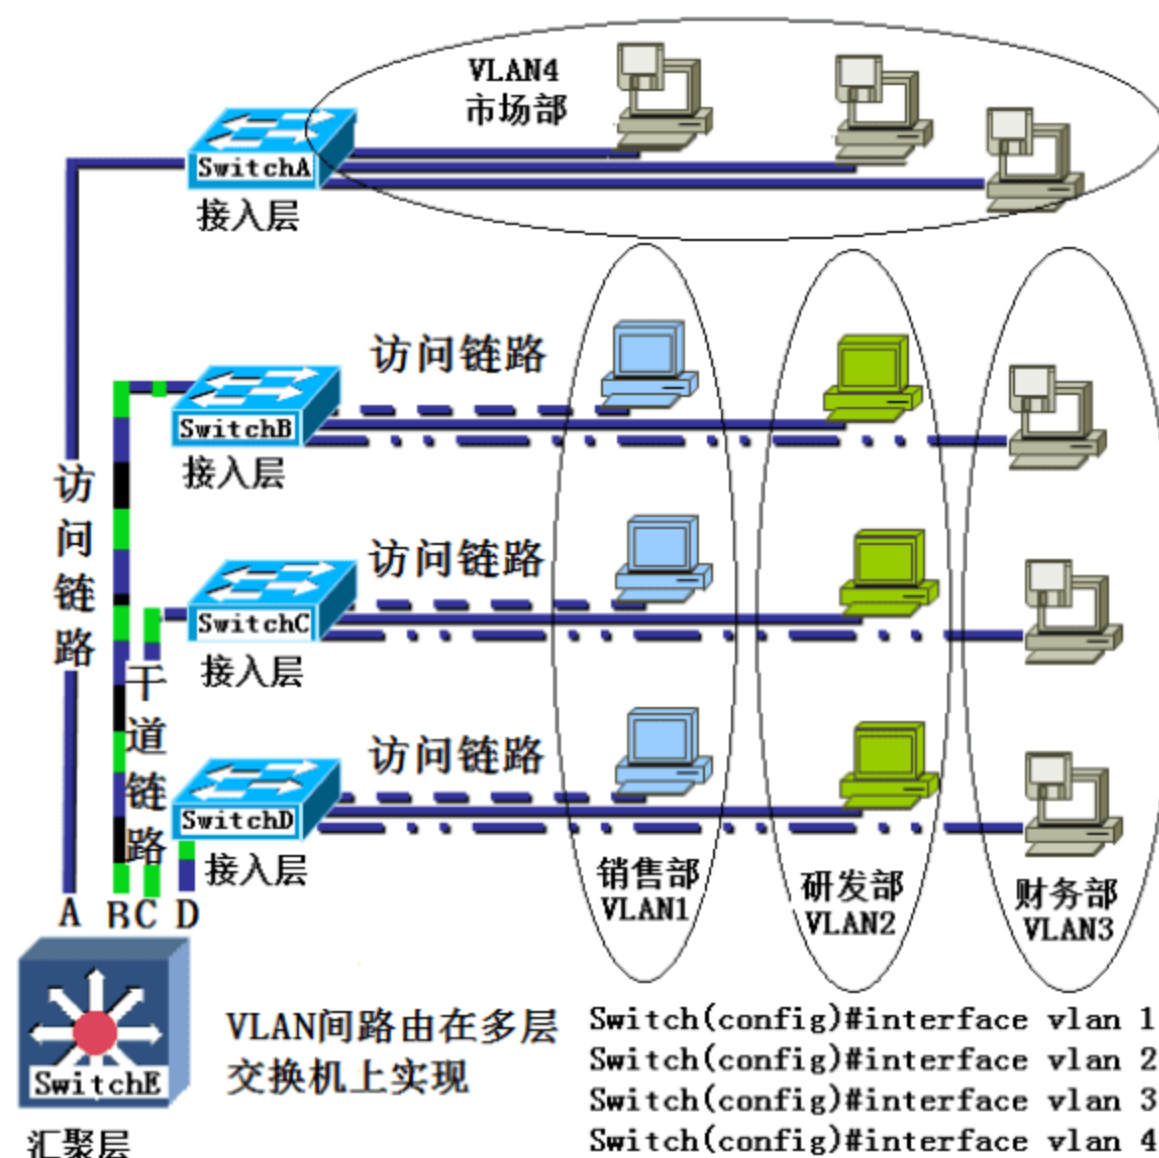 VLAN4
市场部
SwitchA
接入层
访问链路
SwitchB
接入层
访问链路
访问链路
SwitchC
接入层
干道链路
访问链路
SwitchD
接入层
销售部
VLAN1
研发部
VLAN2
财务部
VLAN3
A B C D
SwitchE
汇聚层
VLAN间路由在多层
交换机上实现
Switch(config)#interface vlan 1
Switch(config)#interface vlan 2
Switch(config)#interface vlan 3
Switch(config)#interface vlan 4